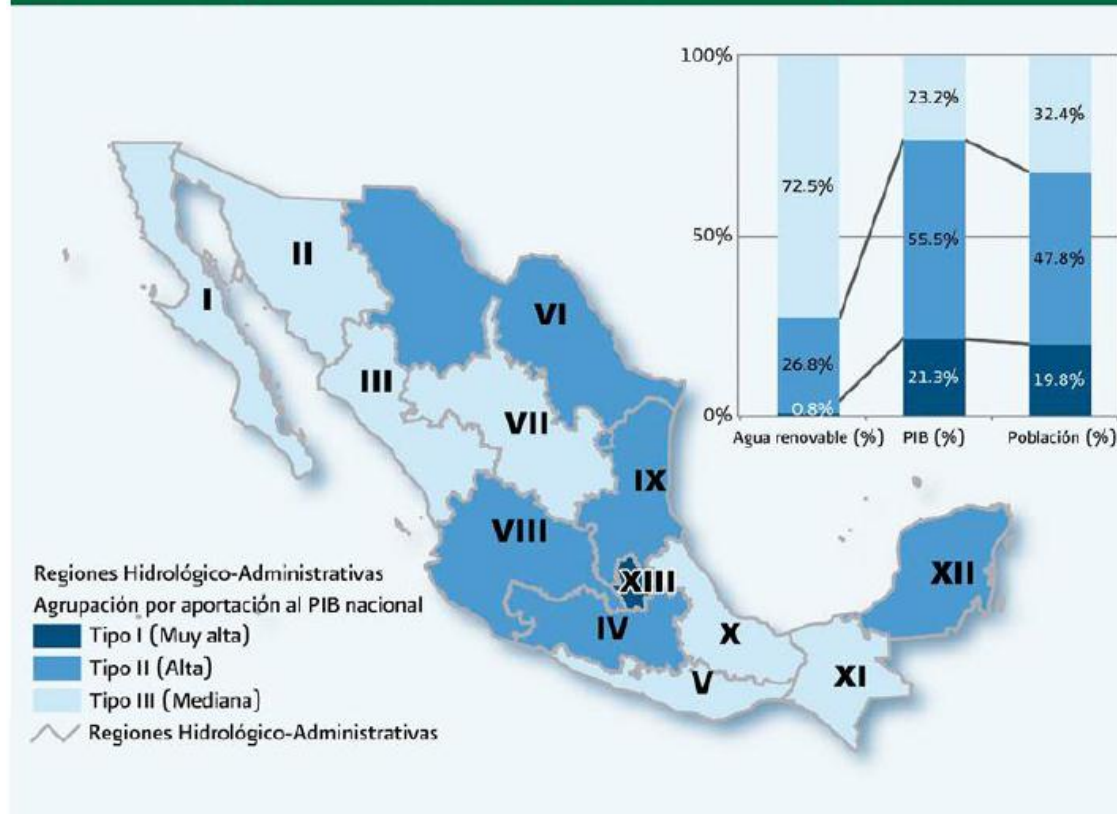 100%
50%
0%
72.5%
26.8%
0.8%
23.2%
55.5%
21.3%
32.4%
47.8%
19.8%
Agua renovable (%) PIB (%) Población (%)
I
II
III
VI
VII
VIII
IX
XIII
IV
X
V
XI
XII
Regiones Hidrológico-Administrativas
Agrupación por aportación al PIB nacional
Tipo I (Muy alta)
Tipo II (Alta)
Tipo III (Mediana)
Regiones Hidrológico-Administrativas